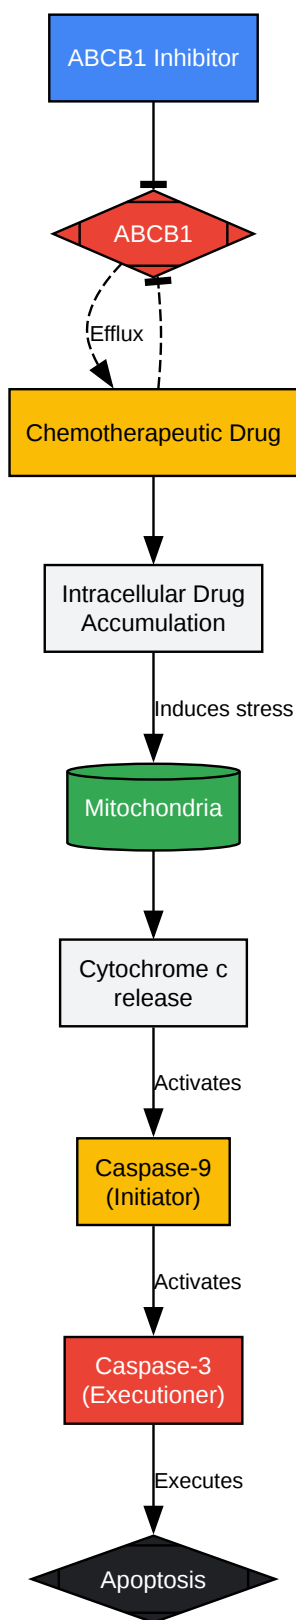 ABCB1 Inhibitor
ABCB1
Efflux
Chemotherapeutic Drug
Intracellular Drug
Accumulation
Induces stress
Mitochondria
Cytochrome c
release
Activates
Caspase-9
(Initiator)
Activates
Caspase-3
(Executioner)
Executes
Apoptosis